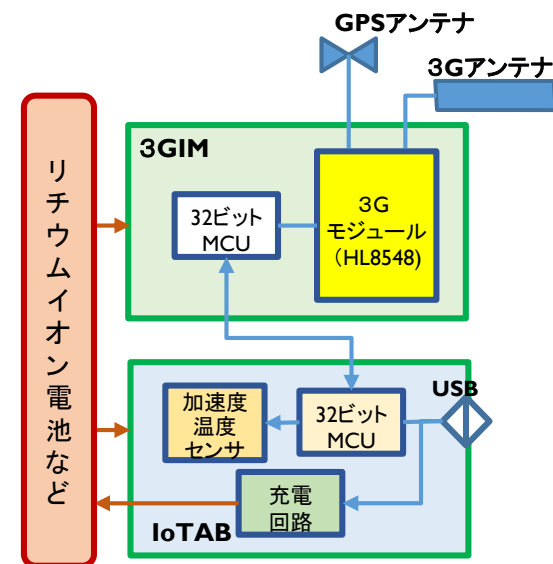 GPSアンテナ
3Gアンテナ
3GIM
3G
モジュール
(HL8548)
32ビット
MCU
リチウムイオン電池など
USB
加速度
温度
センサ
32ビット
MCU
充電
回路
IoTAB